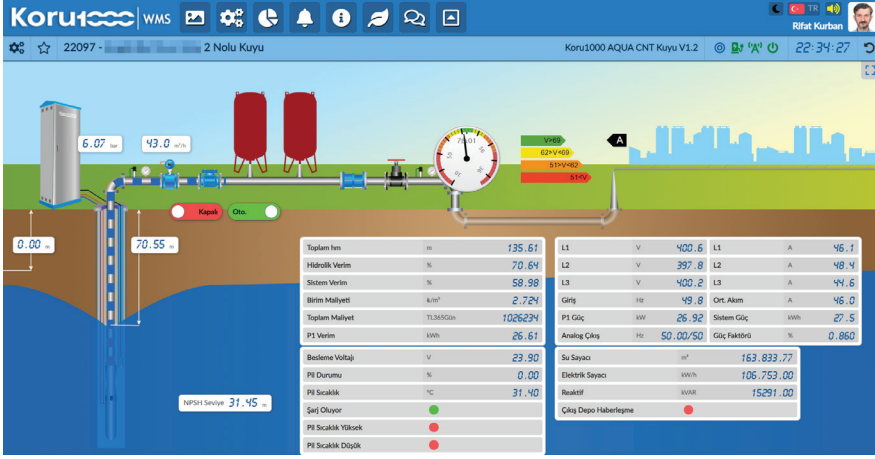 Koru1000 WMS
TR
Rifat Kurban
22097 - 2 Nolu Kuyu
Koru1000 AQUA CNT Kuyu V1.2
22:34:27
6.07 bar
43.0 m³/h
V>69
62>V<69
51>V<62
51<V
A
Kapalı
Oto.
0.00 m
70.55 m
NPSH Seviye 31.45 m
Toplam hm m 135.61
Hidrolik Verim % 70.64
Sistem Verim % 58.98
Birim Maliyeti ₺/m³ 2.724
Toplam Maliyet TL365Gün 1026234
P1 Verim kWh 26.61
L1 V 400.6 L1 A 46.1
L2 V 397.8 L2 A 48.4
L3 V 400.2 L3 A 44.6
Giriş Hz 49.8 Ort. Akım A 46.0
P1 Güç kW 26.92 Sistem Güç kWh 27.5
Analog Çıkış Hz 50.00/50 Güç Faktörü % 0.860
Besleme Voltajı V 23.90
Pil Durumu % 0.00
Pil Sıcaklık °C 31.40
Şarj Oluyor
Pil Sıcaklık Yüksek
Pil Sıcaklık Düşük
Su Sayacı m³ 163.833.77
Elektrik Sayacı kW/h 106.753.00
Reaktif kVAR 15291.00
Çıkış Depo Haberleşme